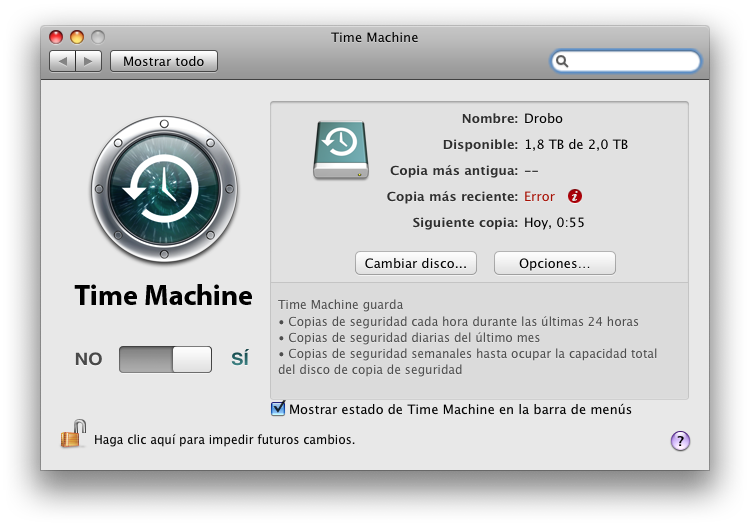 Time Machine
Mostrar todo
Nombre: Drobo
Disponible: 1,8 TB de 2,0 TB
Copia más antigua: --
Copia más reciente: Error
Siguiente copia: Hoy, 0:55
Cambiar disco...
Opciones...
Time Machine
NO
SÍ
Time Machine guarda
• Copias de seguridad cada hora durante las últimas 24 horas
• Copias de seguridad diarias del último mes
• Copias de seguridad semanales hasta ocupar la capacidad total
del disco de copia de seguridad
Mostrar estado de Time Machine en la barra de menús
Haga clic aquí para impedir futuros cambios.
?